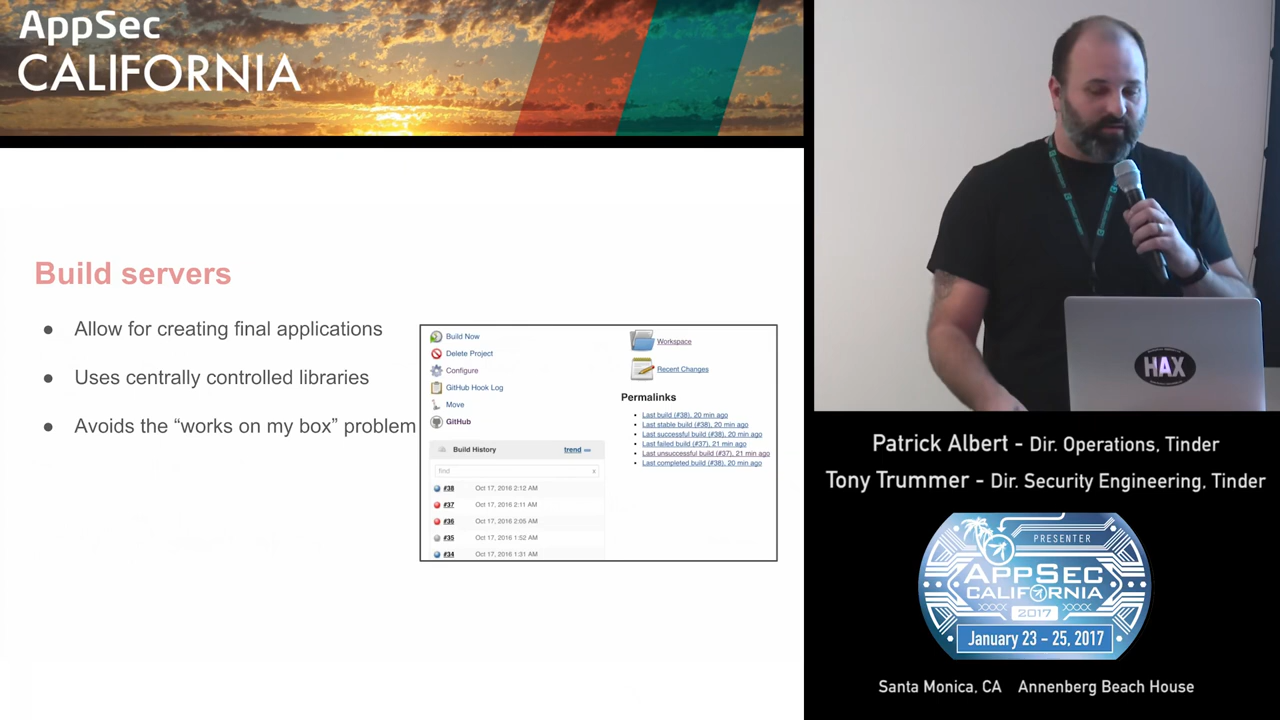 AppSec
CALIFORNIA
Build servers
● Allow for creating final applications
● Uses centrally controlled libraries
● Avoids the “works on my box” problem
Build Now
Delete Project
Configure
GitHub Hook Log
Move
GitHub
Build History
trend
find
x
#38 Oct 17, 2016 2:12 AM
#37 Oct 17, 2016 2:11 AM
#36 Oct 17, 2016 2:05 AM
#35 Oct 17, 2016 1:52 AM
#34 Oct 17, 2016 1:31 AM
Workspace
Recent Changes
Permalinks
Last build (#38), 20 min ago
Last stable build (#38), 20 min ago
Last successful build (#38), 20 min ago
Last failed build (#37), 21 min ago
Last unsuccessful build (#37), 21 min ago
Last completed build (#38), 20 min ago
HAX
Patrick Albert - Dir. Operations, Tinder
Tony Trummer - Dir. Security Engineering, Tinder
PRESENTER
APPSEC
CALIFORNIA
2017
January 23 - 25, 2017
Santa Monica, CA Annenberg Beach House